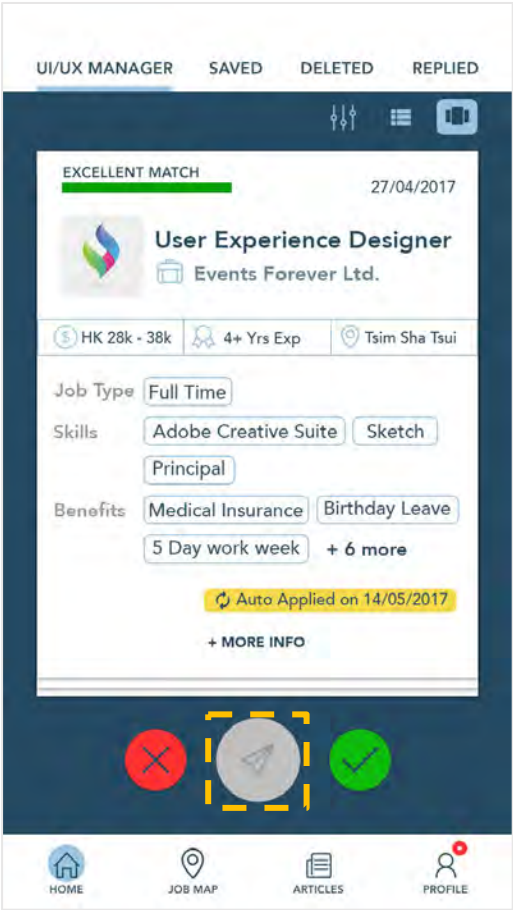 UI/UX MANAGER SAVED DELETED REPLIED
EXCELLENT MATCH
27/04/2017
User Experience Designer
Events Forever Ltd.
$ HK 28k - 38k 4+ Yrs Exp Tsim Sha Tsui
Job Type Full Time
Skills Adobe Creative Suite Sketch
Principal
Benefits Medical Insurance Birthday Leave
5 Day work week + 6 more
Auto Applied on 14/05/2017
+ MORE INFO
HOME JOB MAP ARTICLES PROFILE